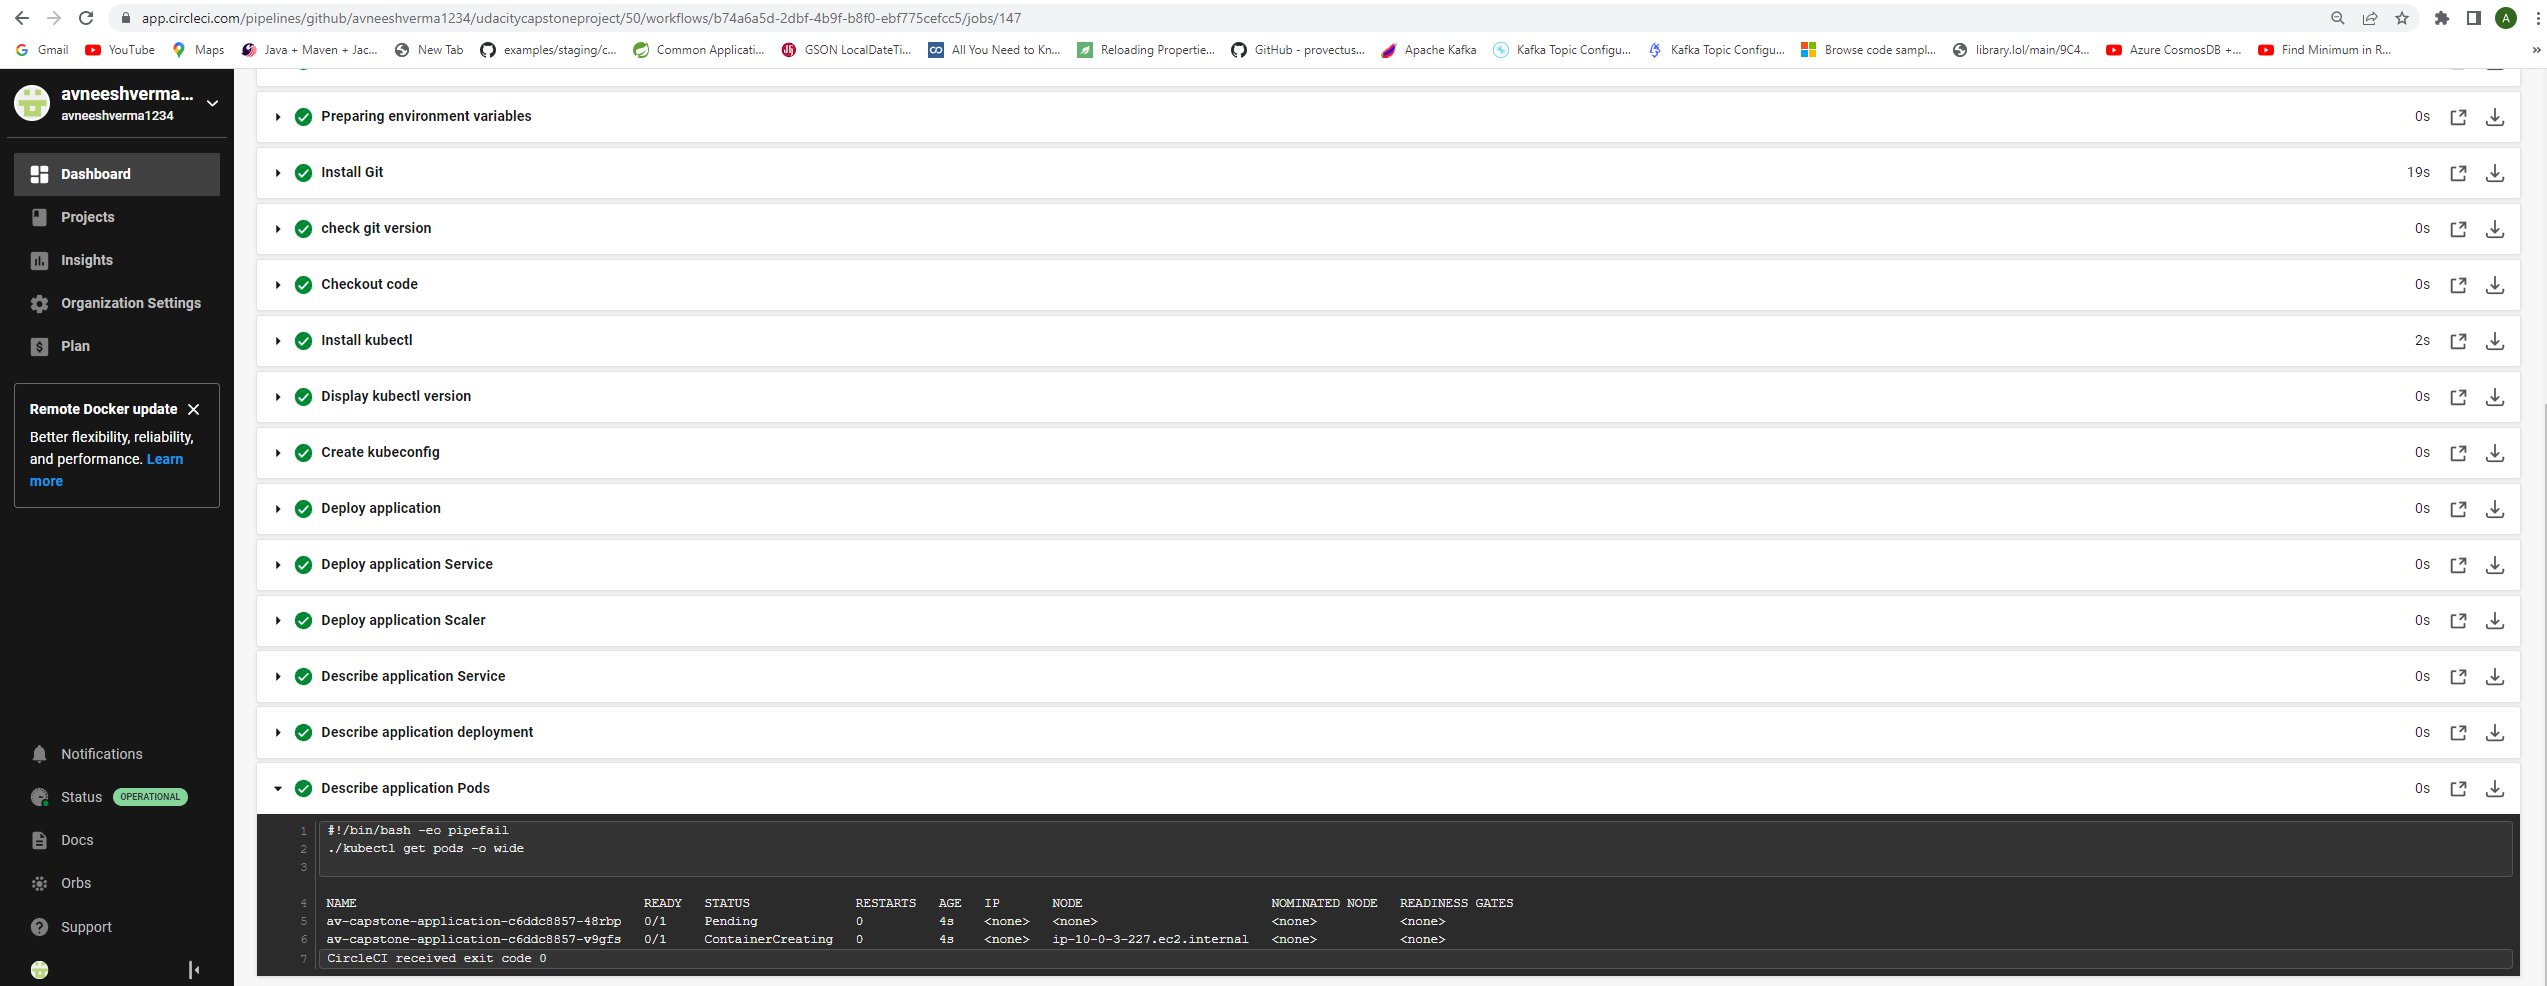 app.circleci.com/pipelines/github/avneeshverma1234/udacitycapstoneproject/50/workflows/b74a6a5d-2dbf-4b9f-b8f0-ebf775cefcc5/jobs/147
A
Gmail YouTube Maps Java + Maven + Jac... New Tab examples/staging/c... Common Applicati... GSON LocalDateTi... All You Need to Kn... Reloading Propertie... GitHub - provectus... Apache Kafka Kafka Topic Configu... Kafka Topic Configu... Browse code sampl... library.lol/main/9C4... Azure CosmosDB +... Find Minimum in R... »
avneeshverma...
avneeshverma1234
Dashboard
Projects
Insights
Organization Settings
Plan
Remote Docker update
Better flexibility, reliability,
and performance. Learn
more
Notifications
Status OPERATIONAL
Docs
Orbs
Support
Preparing environment variables 0s
Install Git 19s
check git version 0s
Checkout code 0s
Install kubectl 2s
Display kubectl version 0s
Create kubeconfig 0s
Deploy application 0s
Deploy application Service 0s
Deploy application Scaler 0s
Describe application Service 0s
Describe application deployment 0s
Describe application Pods 0s
1 #!/bin/bash -eo pipefail
2 ./kubectl get pods -o wide
3
4 NAME READY STATUS RESTARTS AGE IP NODE NOMINATED NODE READINESS GATES
5 av-capstone-application-c6ddc8857-48rbp 0/1 Pending 0 4s <none> <none> <none> <none>
6 av-capstone-application-c6ddc8857-v9gfs 0/1 ContainerCreating 0 4s <none> ip-10-0-3-227.ec2.internal <none> <none>
7 CircleCI received exit code 0